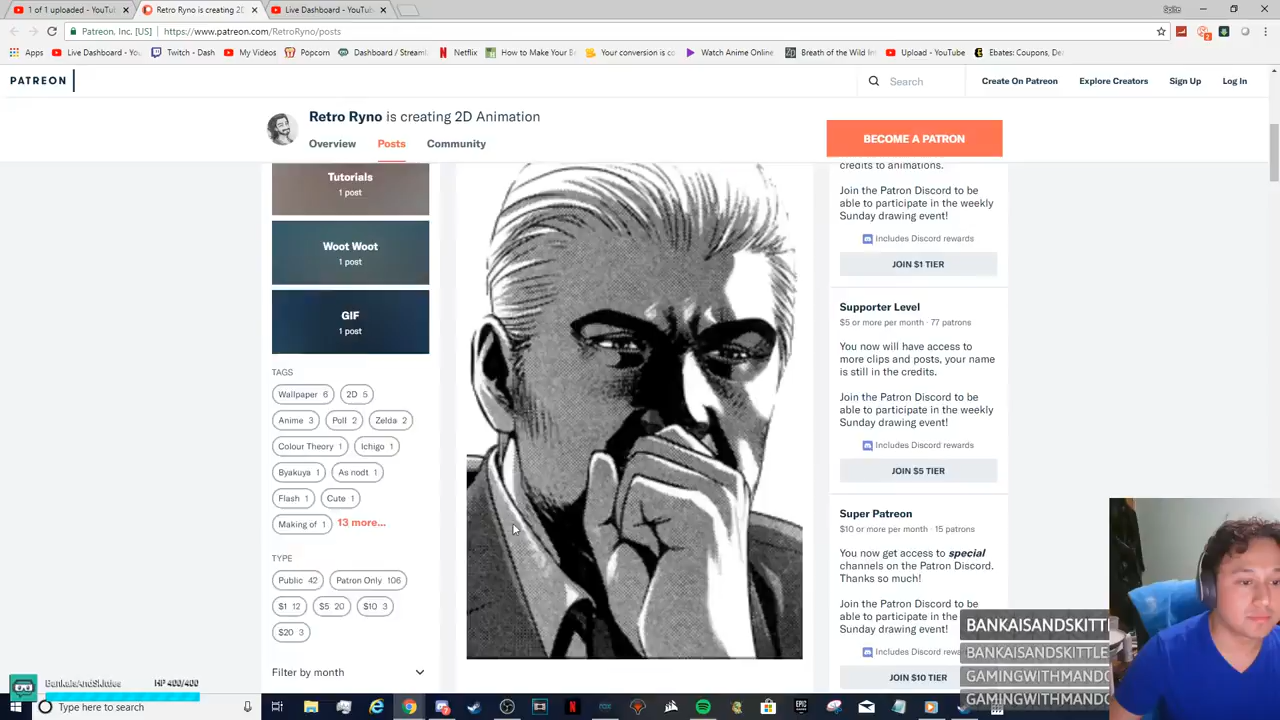 1 of 1 uploaded - YouTub
Retro Ryno is creating 2D
Live Dashboard - YouTub
Spite
Patreon, Inc. [US]
https://www.patreon.com/RetroRyno/posts
Apps
Live Dashboard - You
Twitch - Dash
My Videos
Popcorn
Dashboard / Streaml
Netflix
How to Make Your B
Your conversion is co
Watch Anime Online
Breath of the Wild In
Upload - YouTube
Ebates: Coupons, De
PATREON
Search
Create On Patreon
Explore Creators
Sign Up
Log In
Retro Ryno is creating 2D Animation
Overview
Posts
Community
BECOME A PATRON
Tutorials
1 post
Woot Woot
1 post
GIF
1 post
TAGS
Wallpaper 6
2D 5
Anime 3
Poll 2
Zelda 2
Colour Theory 1
Ichigo 1
Byakuya 1
As nodt 1
Flash 1
Cute 1
Making of 1
13 more...
TYPE
Public 42
Patron Only 106
$1 12
$5 20
$10 3
$20 3
Filter by month
credits to animations.
Join the Patron Discord to be
able to participate in the weekly
Sunday drawing event!
Includes Discord rewards
JOIN $1 TIER
Supporter Level
$5 or more per month · 77 patrons
You now will have access to
more clips and posts, your name
is still in the credits.
Join the Patron Discord to be
able to participate in the weekly
Sunday drawing event!
Includes Discord rewards
JOIN $5 TIER
Super Patreon
$10 or more per month · 15 patrons
You now get access to special
channels on the Patron Discord.
Thanks so much!
Join the Patron Discord to be
able to participate in the
Sunday drawing event!
Includes Discord rewa
JOIN $10 TIER
BANKAISANDSKITTL
BANKAISANDSKITTLE
GAMINGWITHMANDO
GAMINGWITHMANDO
BankaisAndSkittles
HP 400/400
Type here to search